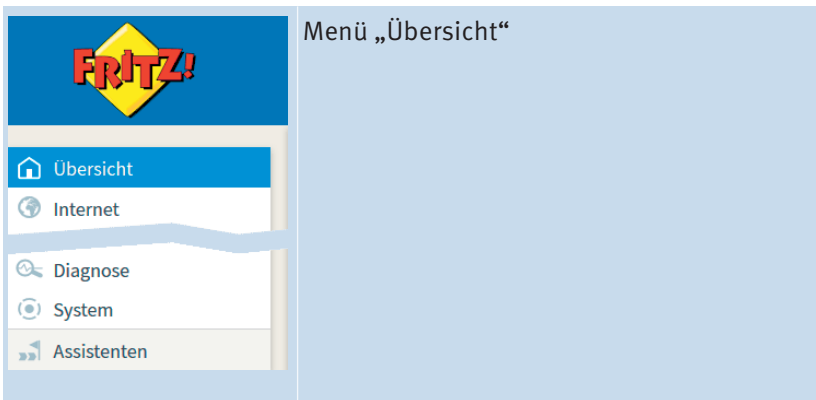 Menü „Übersicht“
FRITZ!
Übersicht
Internet
Diagnose
System
Assistenten